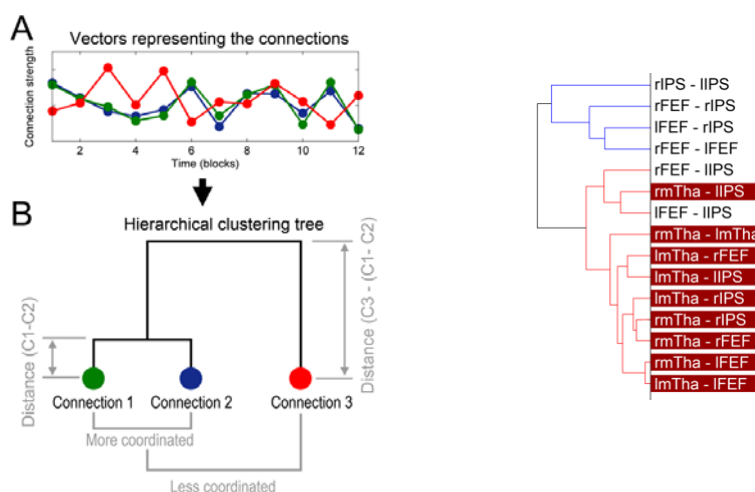 A
Vectors representing the connections
Connection strength
2
4
6
8
10
12
Time (blocks)
B
Hierarchical clustering tree
Distance (C1-C2)
Distance (C3 - (C1- C2)
Connection 1
Connection 2
Connection 3
More coordinated
Less coordinated
rIPS - lIPS
rFEF - rIPS
lFEF - rIPS
rFEF - lFEF
rFEF - lIPS
rmTha - lIPS
lFEF - lIPS
rmTha - lmTha
lmTha - rFEF
lmTha - lIPS
lmTha - rIPS
rmTha - rIPS
rmTha - rFEF
rmTha - lFEF
lmTha - lFEF